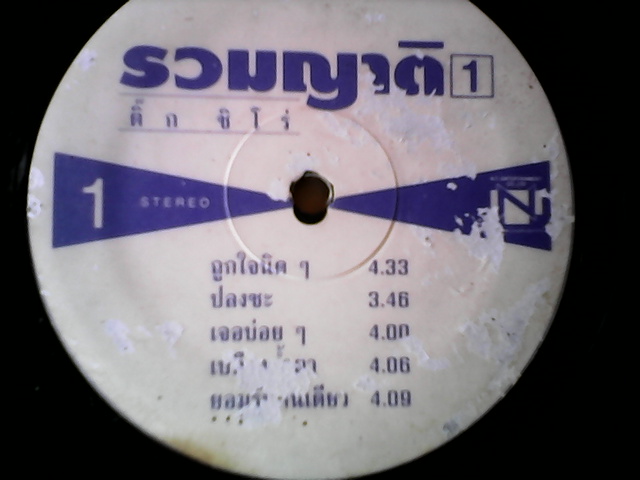 รวมญาติ 1
ติ๊ก ชิโร่
1 STEREO
ถูกใจนิด ๆ 4.33
ปลงซะ 3.46
เจอบ่อย ๆ 4.00
4.06
4.09